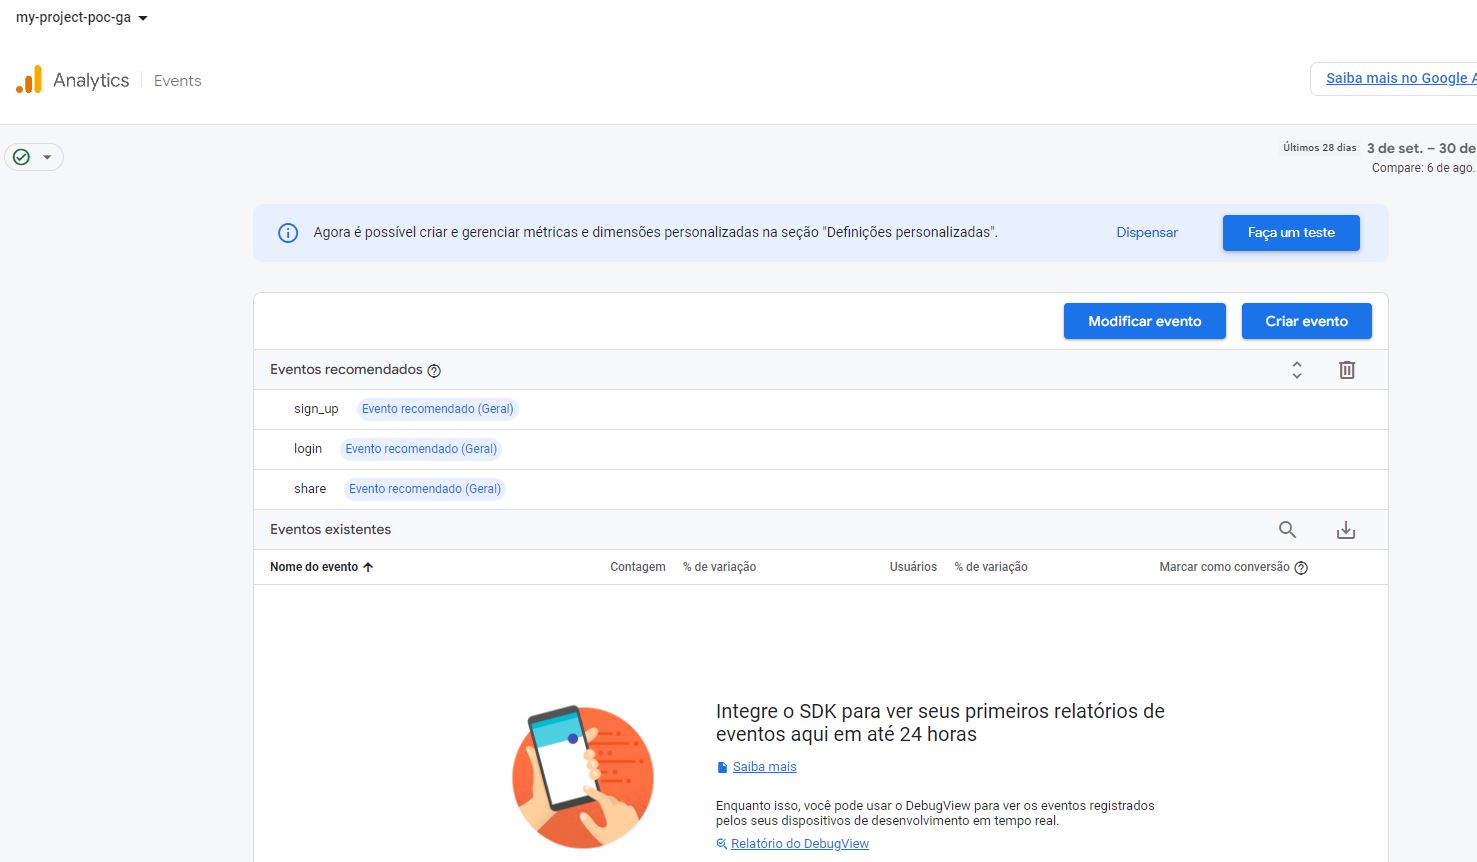 my-project-poc-ga
Analytics Events
Saiba mais no Google A
Últimos 28 dias 3 de set. – 30 de
Compare: 6 de ago.
Agora é possível criar e gerenciar métricas e dimensões personalizadas na seção "Definições personalizadas".
Dispensar
Faça um teste
Modificar evento
Criar evento
Eventos recomendados
sign_up Evento recomendado (Geral)
login Evento recomendado (Geral)
share Evento recomendado (Geral)
Eventos existentes
Nome do evento Contagem % de variação Usuários % de variação Marcar como conversão
Integre o SDK para ver seus primeiros relatórios de
eventos aqui em até 24 horas
Saiba mais
Enquanto isso, você pode usar o DebugView para ver os eventos registrados
pelos seus dispositivos de desenvolvimento em tempo real.
Relatório do DebugView